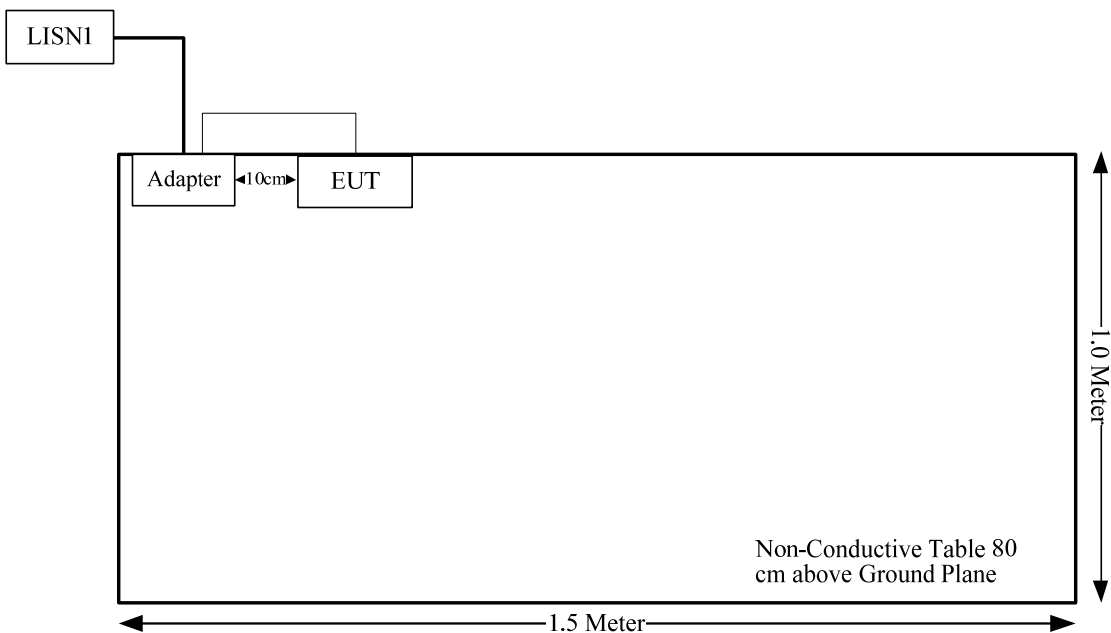 LISN1
Adapter
10cm
EUT
1.0 Meter
Non-Conductive Table 80
cm above Ground Plane
1.5 Meter